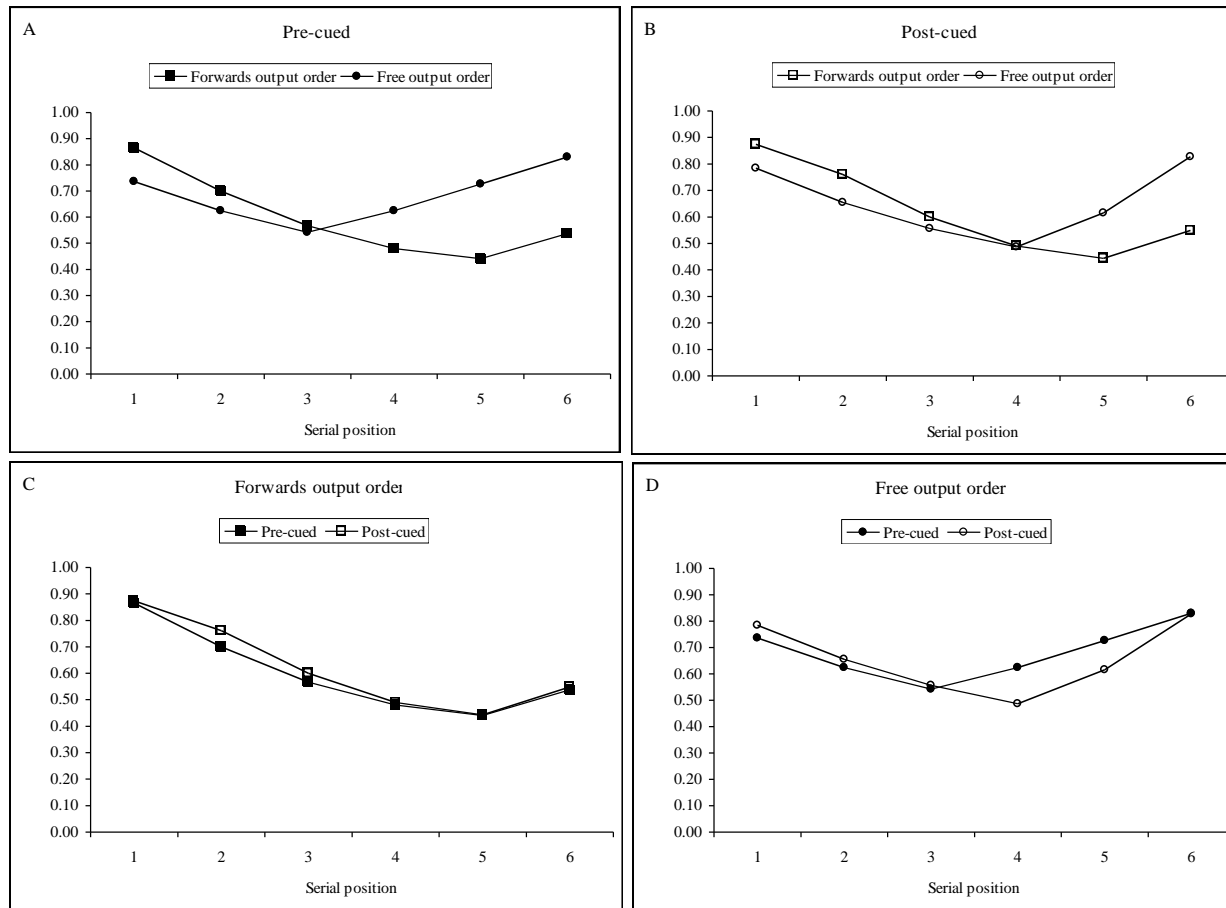 A
Pre-cued
Forwards output order Free output order
1.00
0.90
0.80
0.70
0.60
0.50
0.40
0.30
0.20
0.10
0.00
1 2 3 4 5 6
Serial position
B
Post-cued
Forwards output order Free output order
1.00
0.90
0.80
0.70
0.60
0.50
0.40
0.30
0.20
0.10
0.00
1 2 3 4 5 6
Serial position
C
Forwards output order
Pre-cued Post-cued
1.00
0.90
0.80
0.70
0.60
0.50
0.40
0.30
0.20
0.10
0.00
1 2 3 4 5 6
Serial position
D
Free output order
Pre-cued Post-cued
1.00
0.90
0.80
0.70
0.60
0.50
0.40
0.30
0.20
0.10
0.00
1 2 3 4 5 6
Serial position